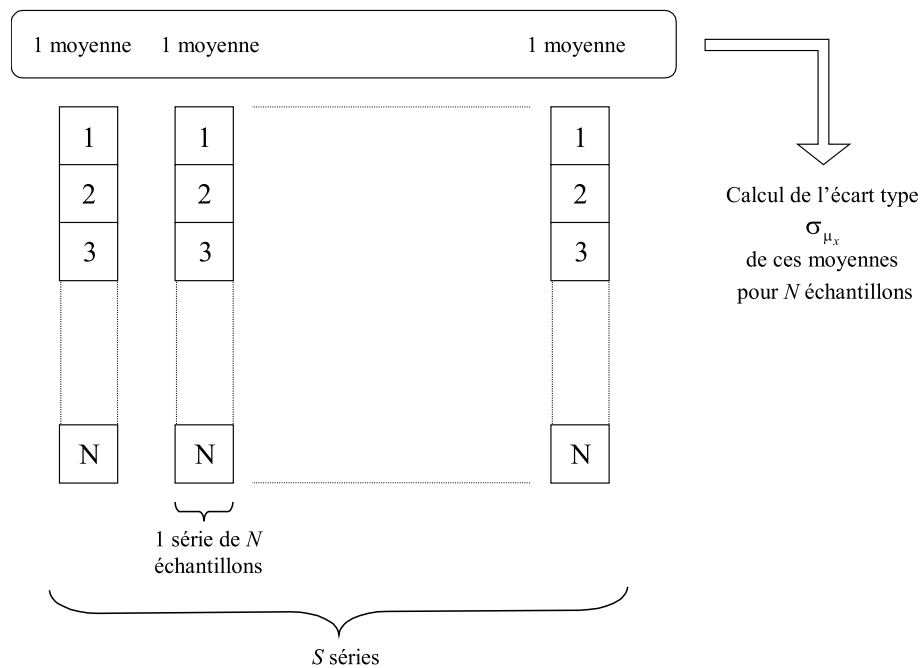 1 moyenne 1 moyenne 1 moyenne
1 1 1
2 2 2
3 3 3
N N N
Calcul de l’écart type
σμx
de ces moyennes
pour N échantillons
1 série de N
échantillons
S séries